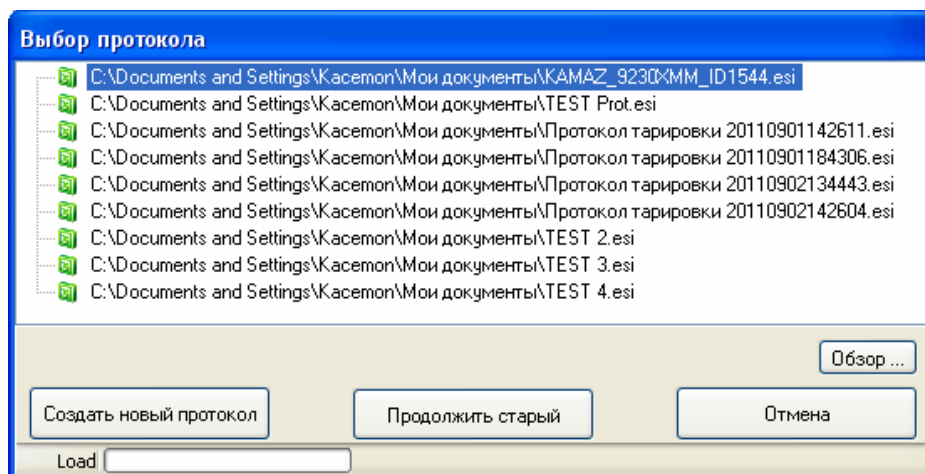 Выбор протокола
C:\Documents and Settings\Kacemon\Мои документы\KAMAZ_9230XMM_ID1544.esi
C:\Documents and Settings\Kacemon\Мои документы\TEST Prot.esi
C:\Documents and Settings\Kacemon\Мои документы\Протокол тарировки 20110901142611.esi
C:\Documents and Settings\Kacemon\Мои документы\Протокол тарировки 20110901184306.esi
C:\Documents and Settings\Kacemon\Мои документы\Протокол тарировки 20110902134443.esi
C:\Documents and Settings\Kacemon\Мои документы\Протокол тарировки 20110902142604.esi
C:\Documents and Settings\Kacemon\Мои документы\TEST 2.esi
C:\Documents and Settings\Kacemon\Мои документы\TEST 3.esi
C:\Documents and Settings\Kacemon\Мои документы\TEST 4.esi
Обзор ...
Создать новый протокол
Продолжить старый
Отмена
Load